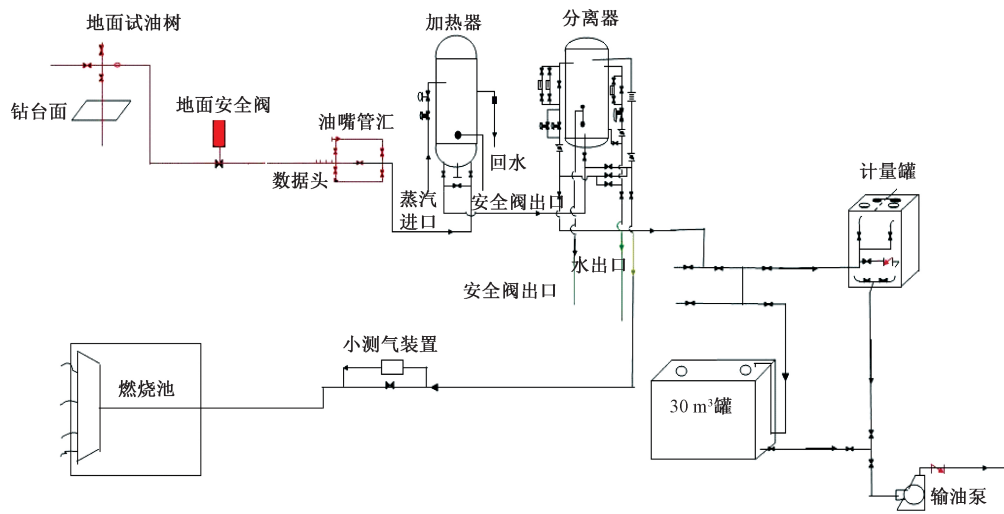 地面试油树
加热器
分离器
钻台面
地面安全阀
油嘴管汇
数据头
回水
蒸汽
进口
安全阀出口
计量罐
水出口
安全阀出口
小测气装置
燃烧池
30 m³罐
输油泵